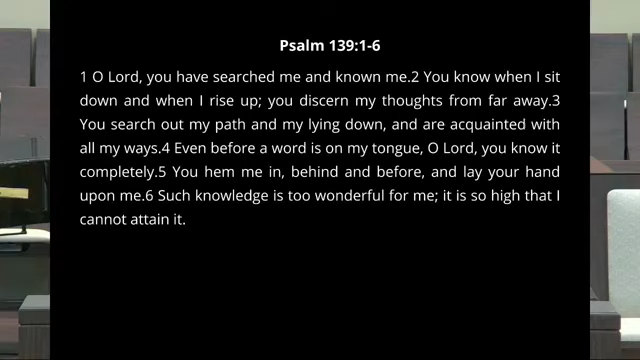 Psalm 139:1-6
1 O Lord, you have searched me and known me.2 You know when I sit
down and when I rise up; you discern my thoughts from far away.3
You search out my path and my lying down, and are acquainted with
all my ways.4 Even before a word is on my tongue, O Lord, you know it
completely.5 You hem me in, behind and before, and lay your hand
upon me.6 Such knowledge is too wonderful for me; it is so high that I
cannot attain it.